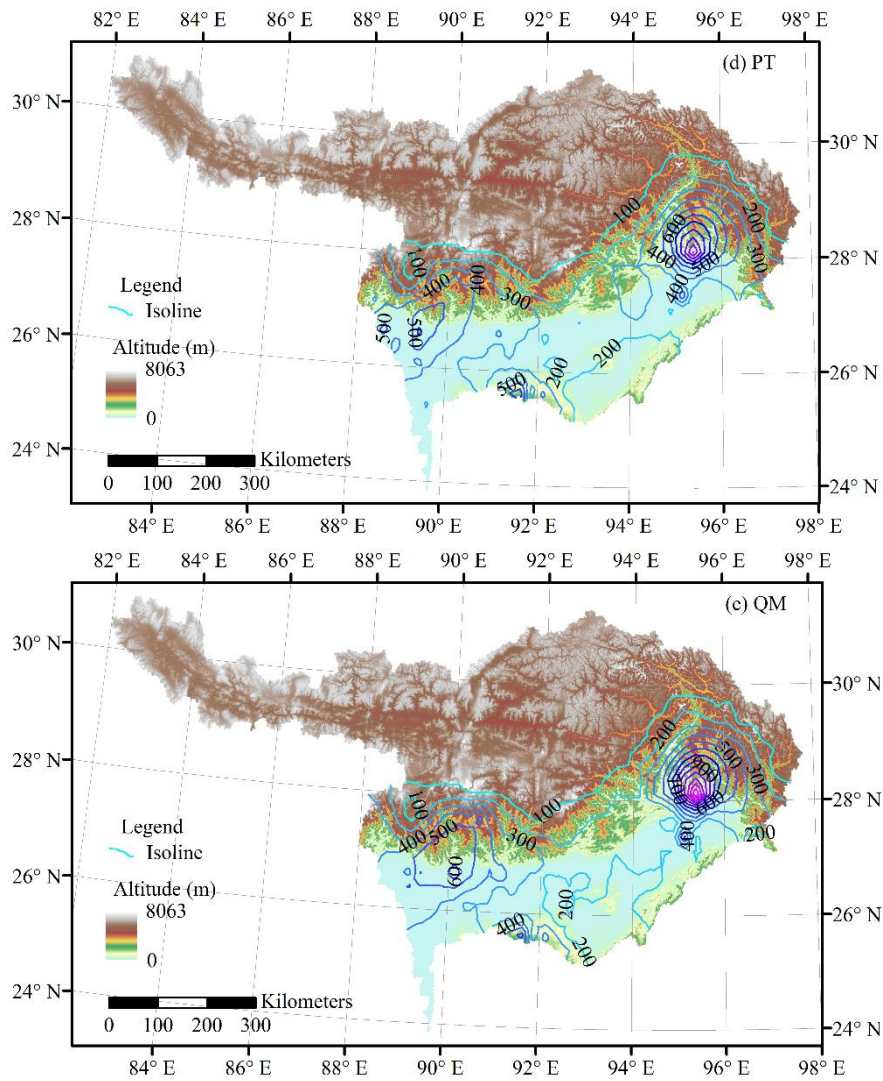 82° E 84° E 86° E 88° E 90° E 92° E 94° E 96° E 98° E
(d) PT
30° N 30° N
28° N 28° N
26° N 26° N
24° N 24° N
100 200 600 300 400 500 400
100 400 400 300 500 500 200 200 500
Legend
Isoline
Altitude (m)
8063
0
Kilometers
0 100 200 300
84° E 86° E 88° E 90° E 92° E 94° E 96° E 98° E
82° E 84° E 86° E 88° E 90° E 92° E 94° E 96° E 98° E
(c) QM
30° N 30° N
28° N 28° N
26° N 26° N
24° N 24° N
200 500 300 600 400 200
100 400 500 300 100 600 200 400 200
Legend
Isoline
Altitude (m)
8063
0
Kilometers
0 100 200 300
84° E 86° E 88° E 90° E 92° E 94° E 96° E 98° E